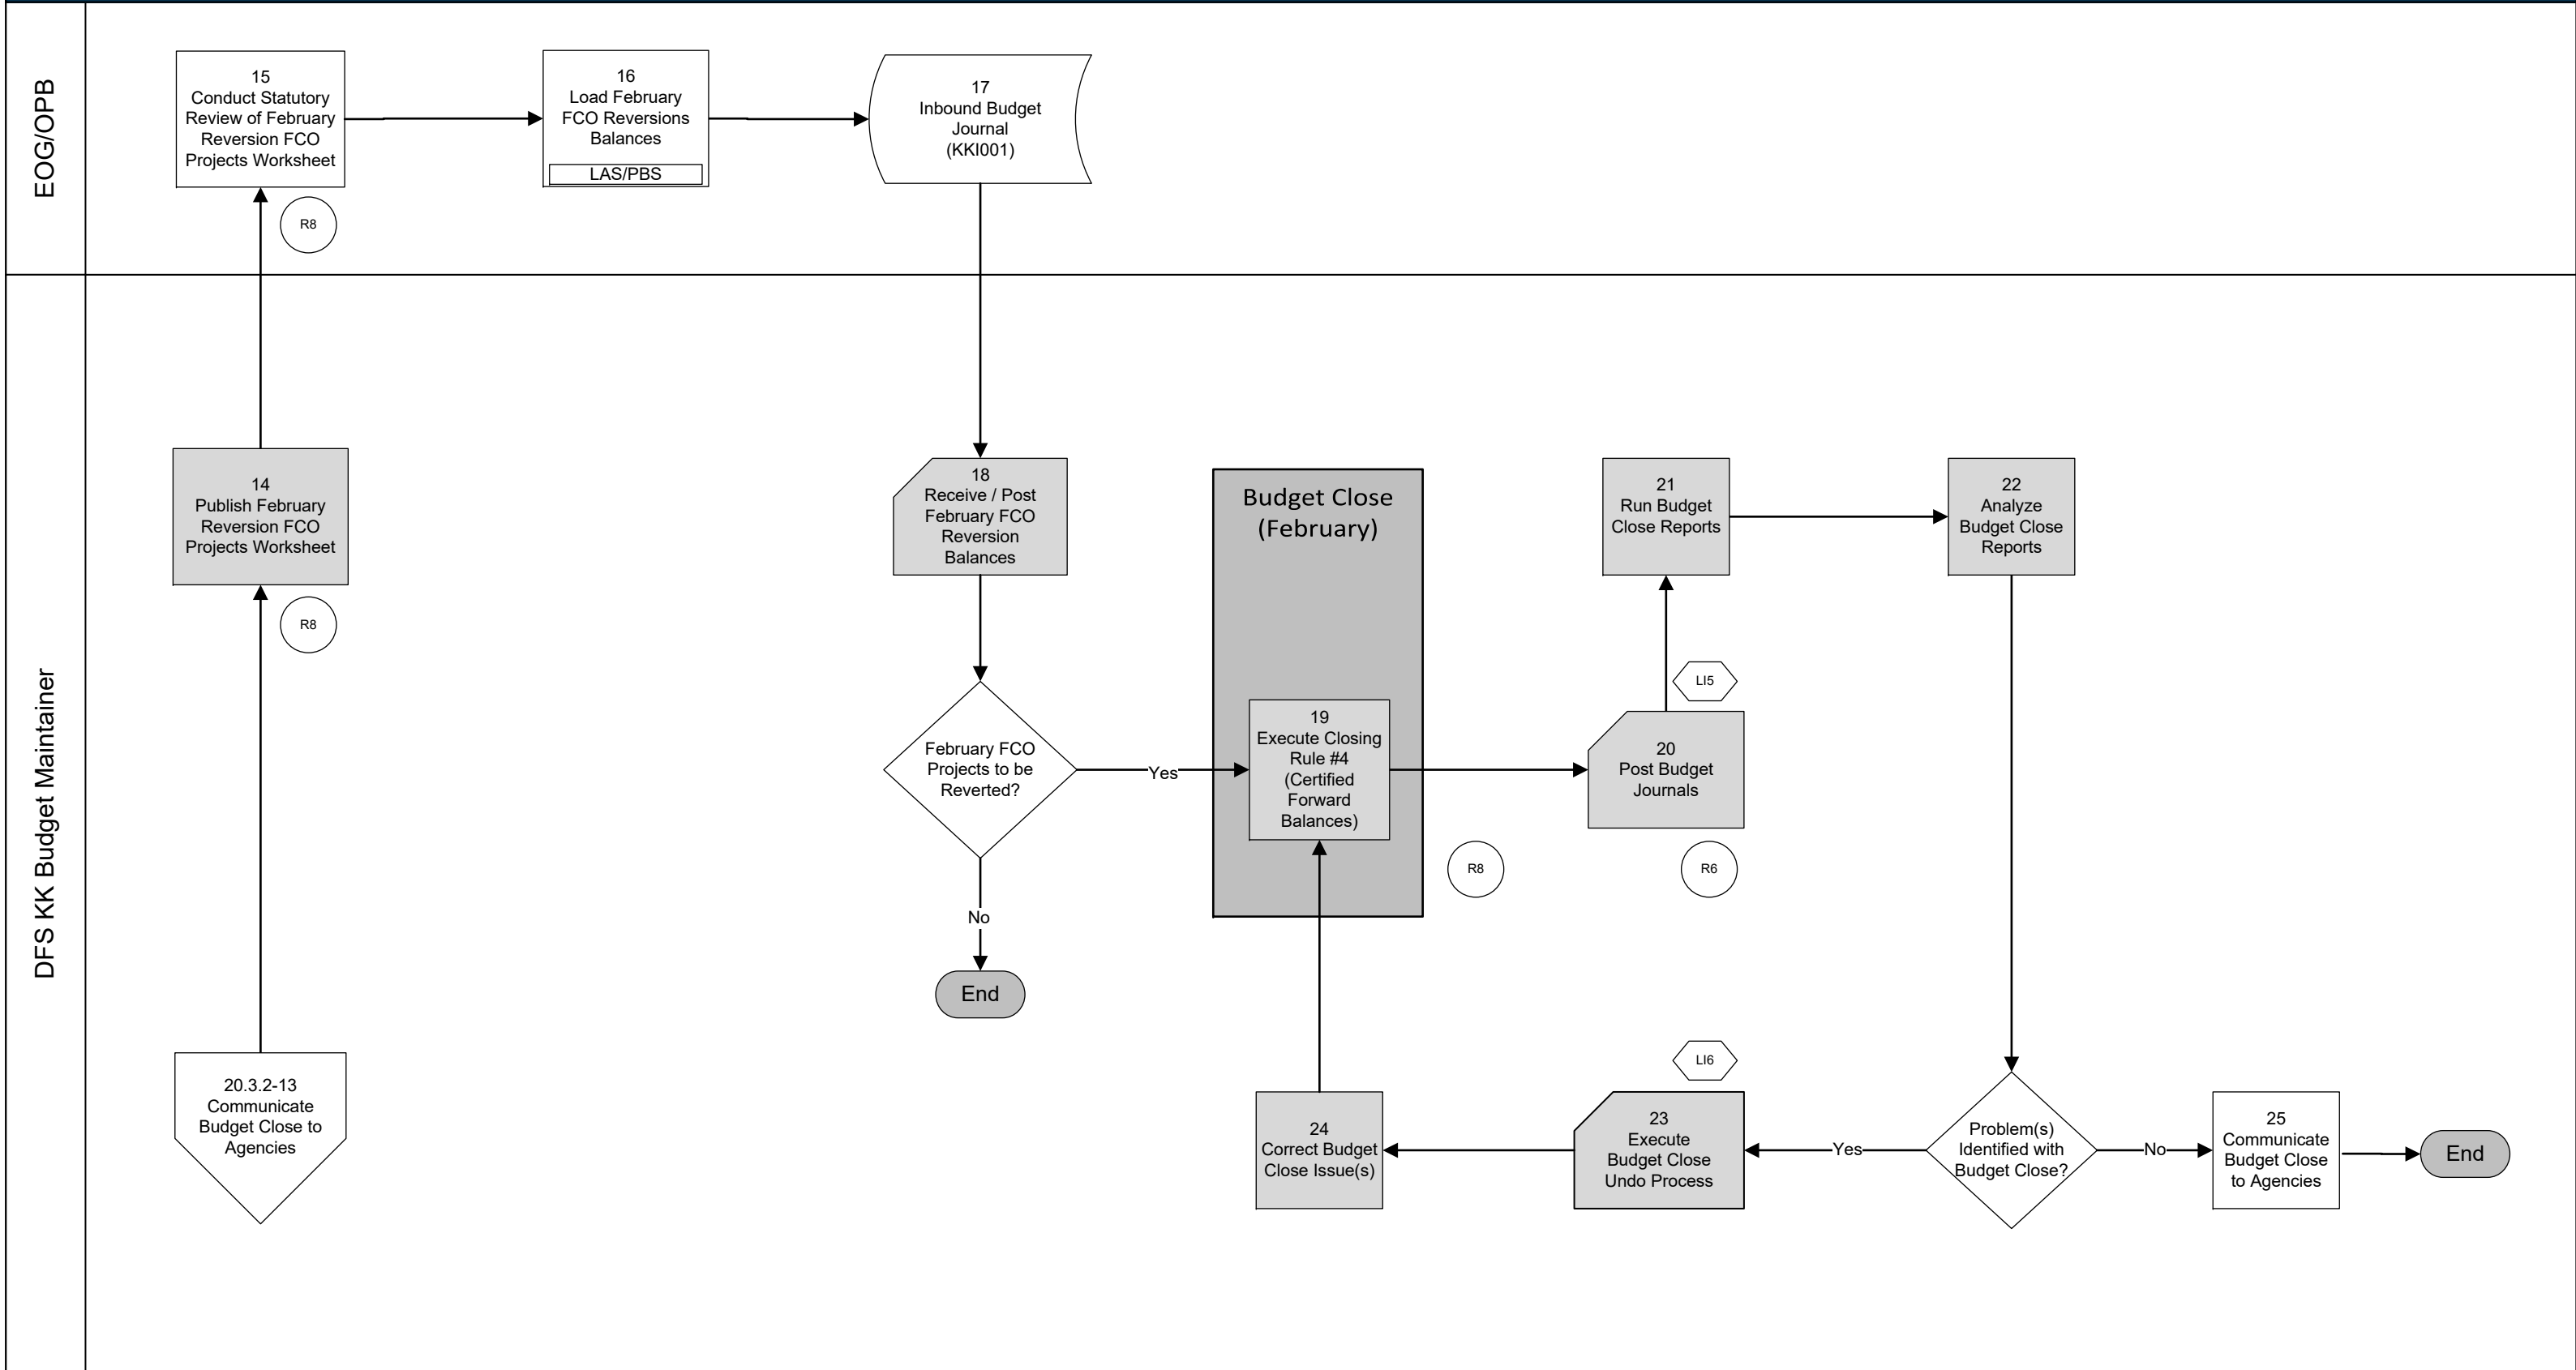 EOG/OPB
15
Conduct Statutory
Review of February
Reversion FCO
Projects Worksheet
R8
16
Load February
FCO Reversions
Balances
LAS/PBS
17
Inbound Budget
Journal
(KKI001)
DFS KK Budget Maintainer
14
Publish February
Reversion FCO
Projects Worksheet
R8
20.3.2-13
Communicate
Budget Close to
Agencies
18
Receive / Post
February FCO
Reversion
Balances
February FCO
Projects to be
Reverted?
Yes
No
End
Budget Close
(February)
19
Execute Closing
Rule #4
(Certified
Forward
Balances)
R8
20
Post Budget
Journals
R6
LI5
21
Run Budget
Close Reports
22
Analyze
Budget Close
Reports
Problem(s)
Identified with
Budget Close?
Yes
LI6
23
Execute
Budget Close
Undo Process
24
Correct Budget
Close Issue(s)
No
25
Communicate
Budget Close
to Agencies
End